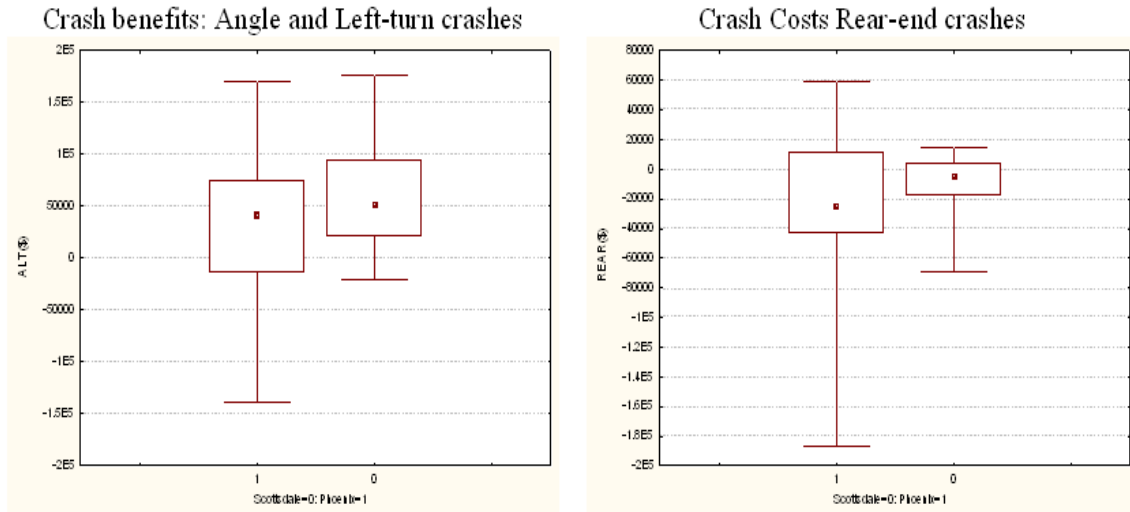 Crash benefits: Angle and Left-turn crashes
2E5
1.5E5
1E5
50000
0
-50000
-1E5
-1.5E5
-2E5
ALT($)
1 0
Scottsdale=0: Phoenix=1
Crash Costs Rear-end crashes
80000
60000
40000
20000
0
-20000
-40000
-60000
-80000
-1E5
-1.2E5
-1.4E5
-1.6E5
-1.8E5
-2E5
REAR($)
1 0
Scottsdale=0: Phoenix=1